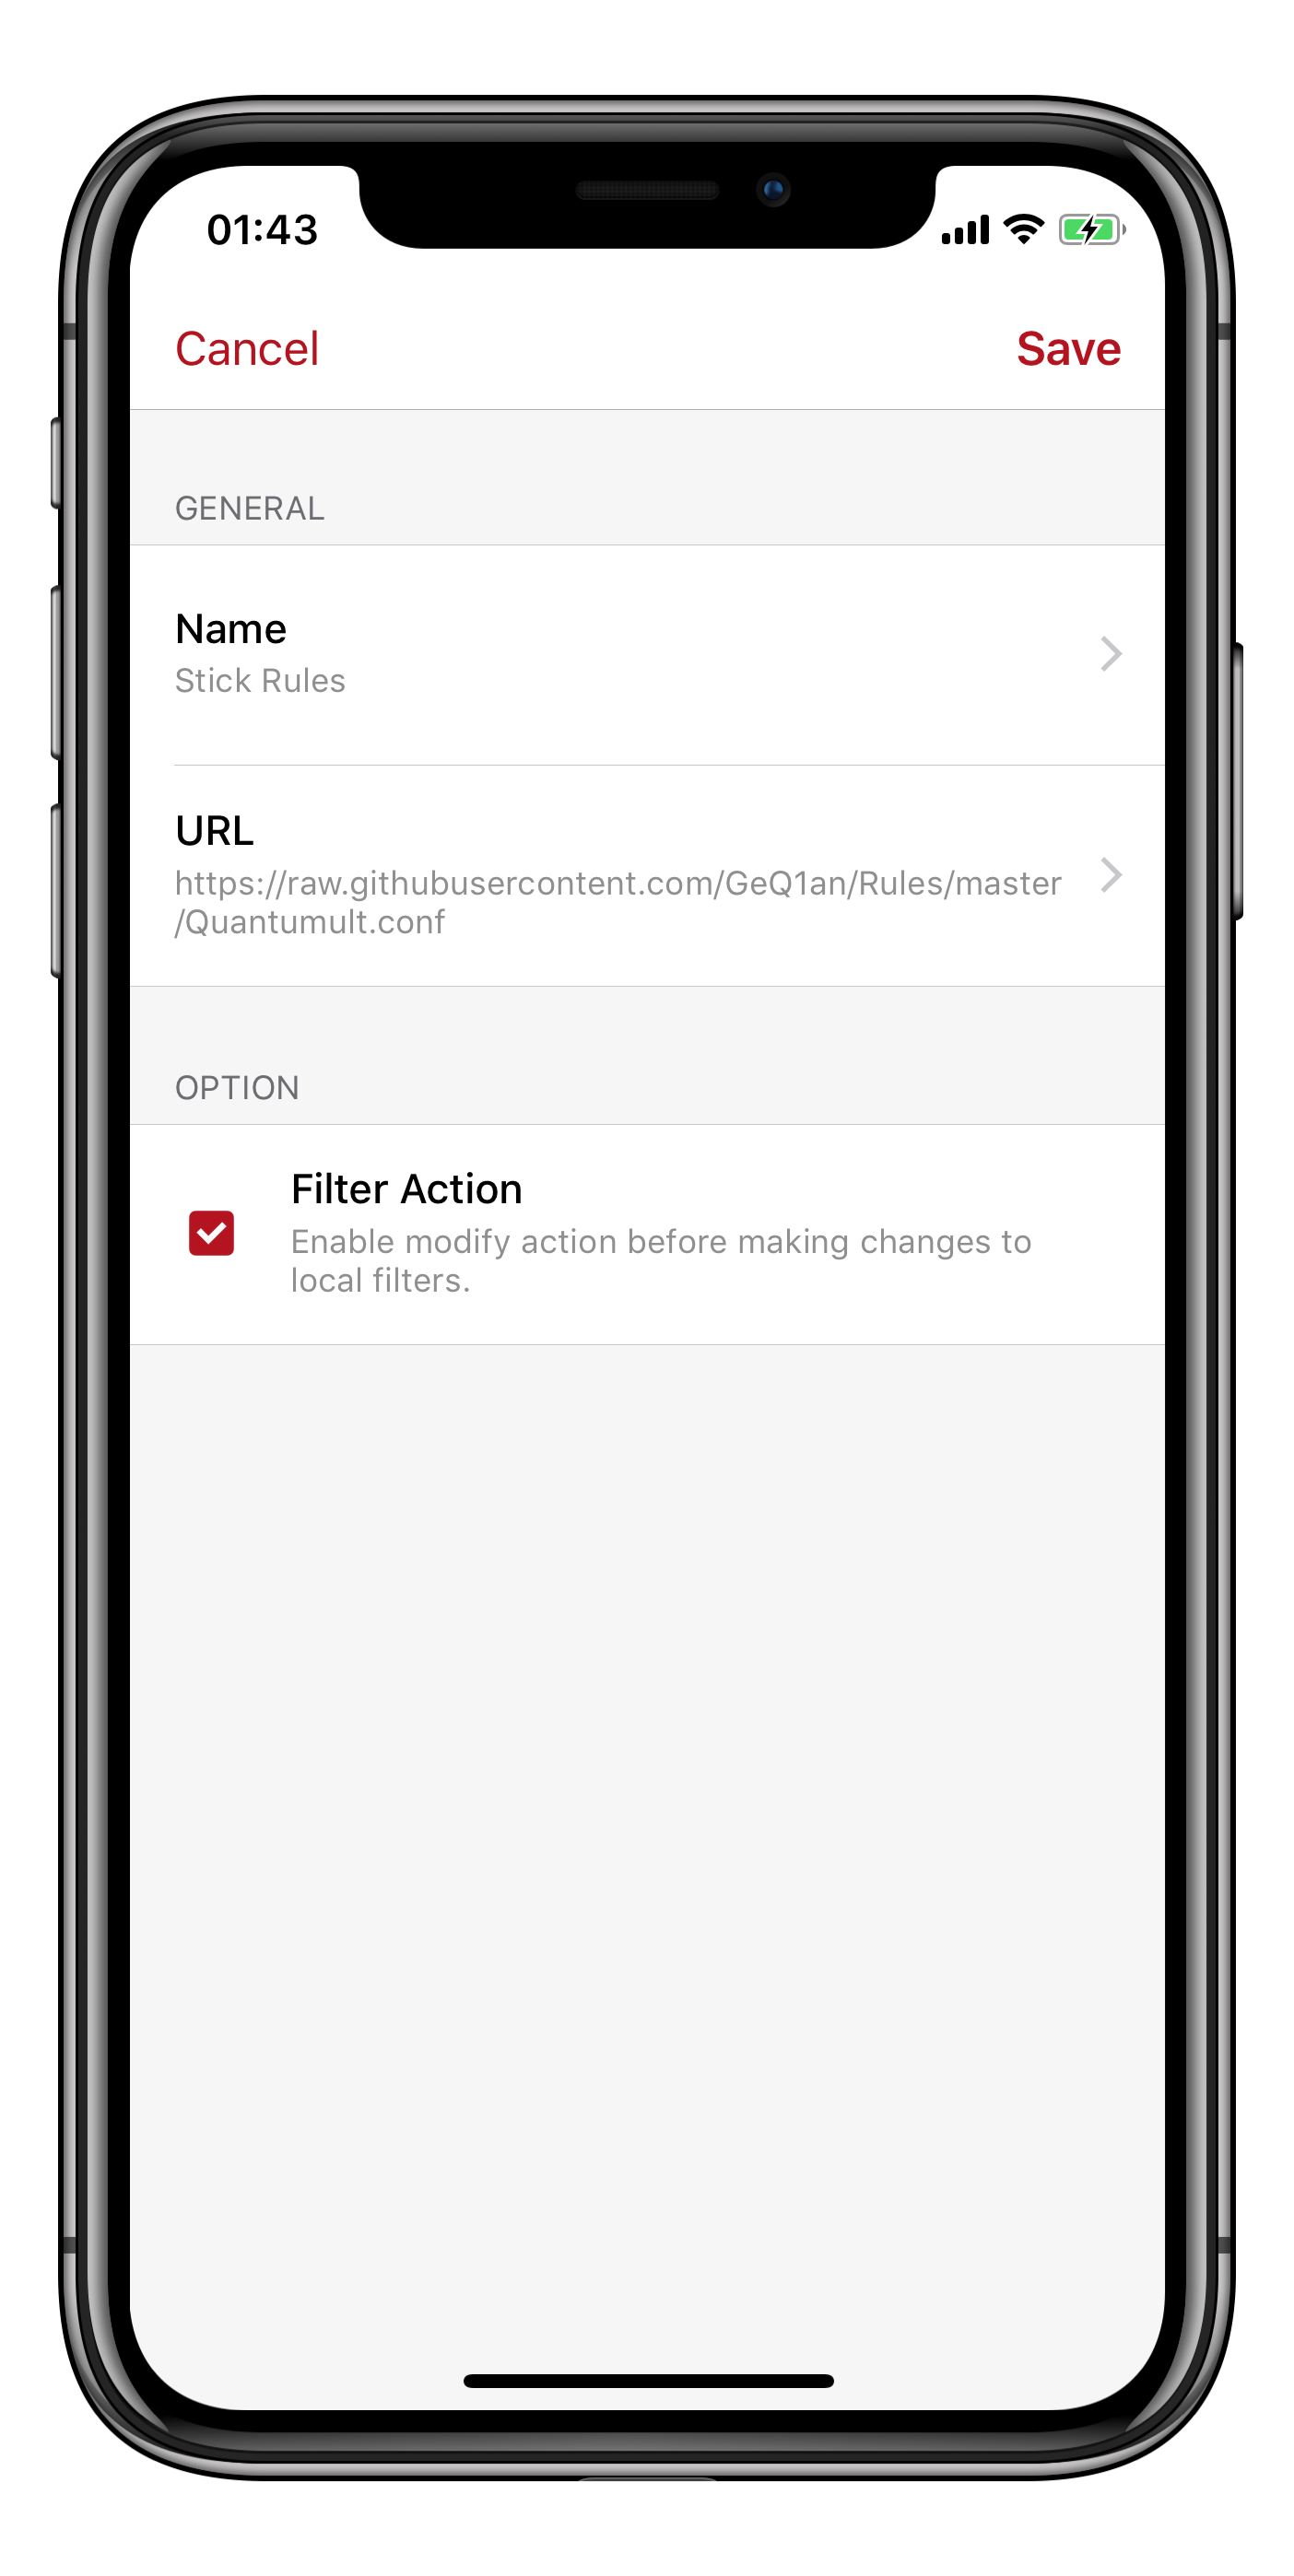 01:43
Cancel
Save
GENERAL
Name
Stick Rules
URL
https://raw.githubusercontent.com/GeQ1an/Rules/master
/Quantumult.conf
OPTION
Filter Action
Enable modify action before making changes to
local filters.